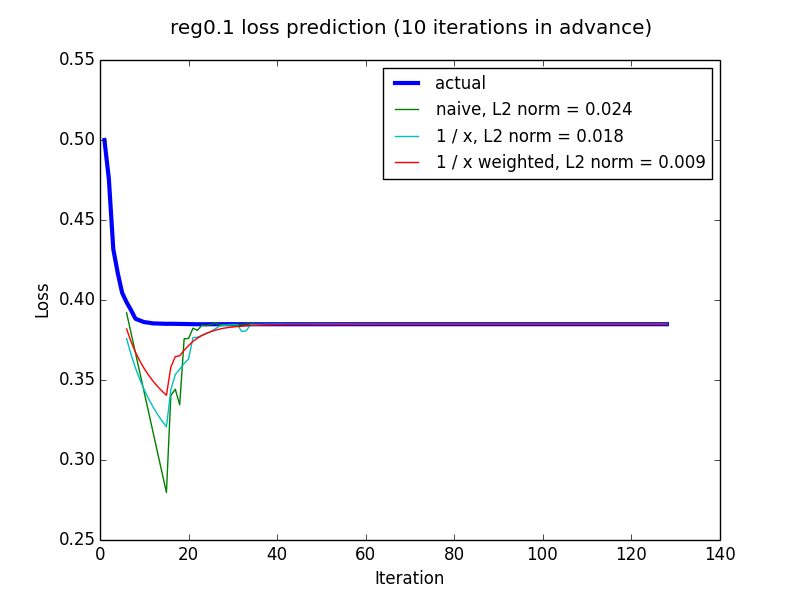 reg0.1 loss prediction (10 iterations in advance)
actual
naive, L2 norm = 0.024
1 / x, L2 norm = 0.018
1 / x weighted, L2 norm = 0.009
Loss
0.55
0.50
0.45
0.40
0.35
0.30
0.25
0 20 40 60 80 100 120 140
Iteration